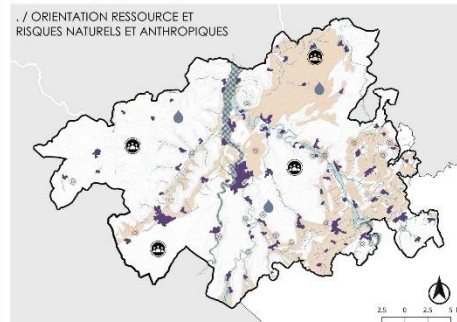 . / ORIENTATION RESSOURCE ET
RISQUES NATURELS ET ANTHROPIQUES
2.5 0 2.5 5